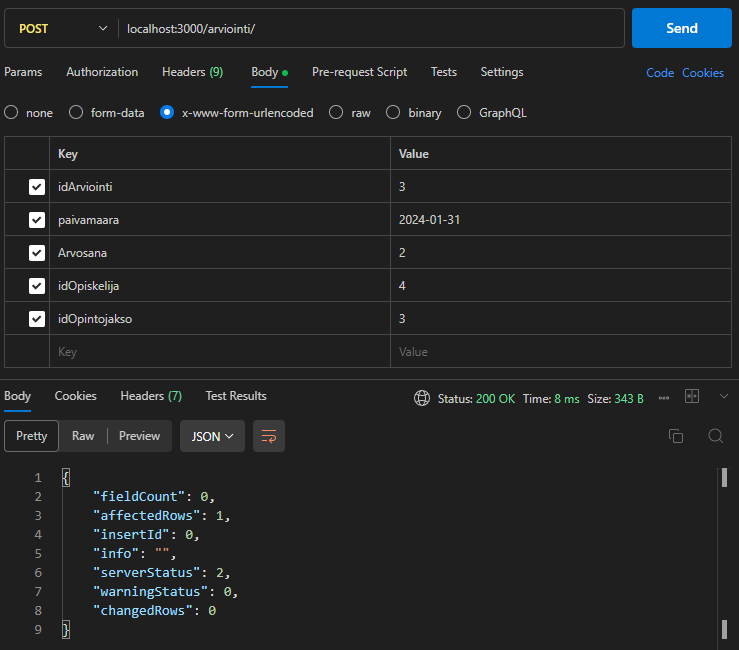 POST localhost:3000/arviointi/ Send
Params Authorization Headers (9) Body Pre-request Script Tests Settings Code Cookies
none form-data x-www-form-urlencoded raw binary GraphQL
Key Value
idArviointi 3
paivamaara 2024-01-31
Arvosana 2
idOpiskelija 4
idOpintojakso 3
Key Value
Body Cookies Headers (7) Test Results Status: 200 OK Time: 8 ms Size: 343 B
Pretty Raw Preview JSON
1 {
2 "fieldCount": 0,
3 "affectedRows": 1,
4 "insertId": 0,
5 "info": "",
6 "serverStatus": 2,
7 "warningStatus": 0,
8 "changedRows": 0
9 }